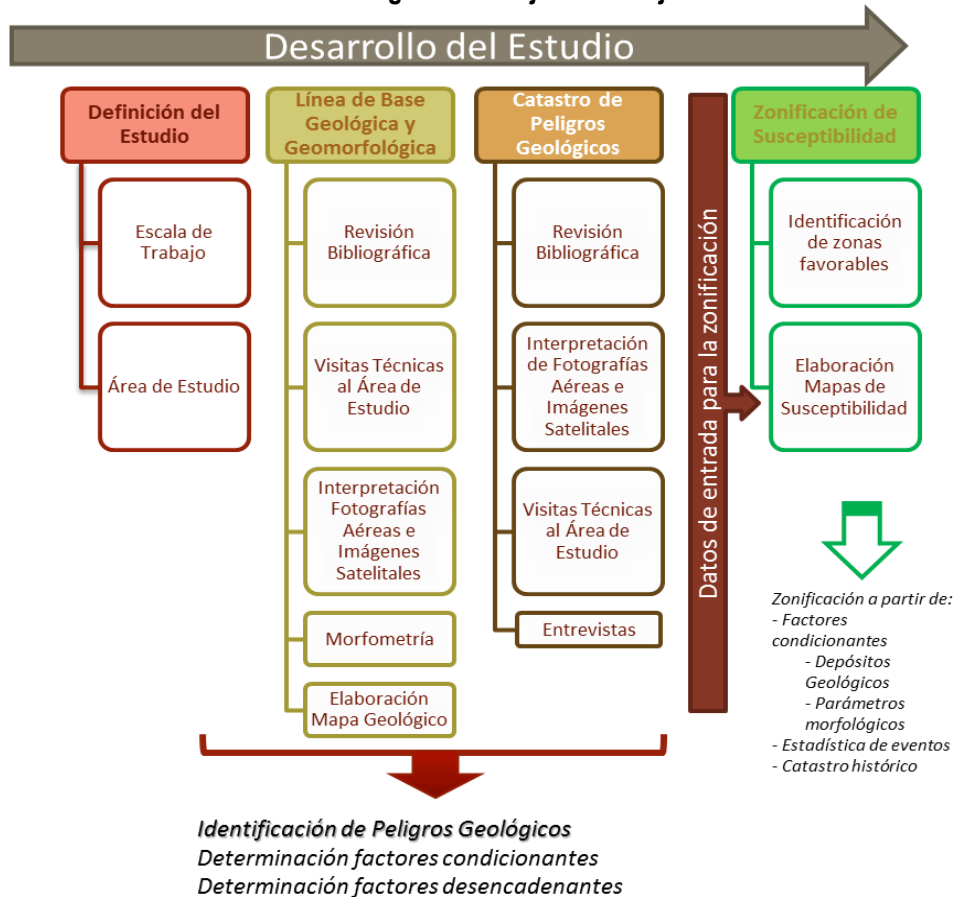 Desarrollo del Estudio
Definición del
Estudio
Escala de
Trabajo
Área de Estudio
Línea de Base
Geológica y
Geomorfológica
Revisión
Bibliográfica
Visitas Técnicas
al Área de
Estudio
Interpretación
Fotografías
Aéreas e
Imágenes
Satelitales
Morfometría
Elaboración
Mapa Geológico
Catastro de
Peligros
Geológicos
Revisión
Bibliográfica
Interpretación
de Fotografías
Aéreas e
Imágenes
Satelitales
Visitas Técnicas
al Área de
Estudio
Entrevistas
Datos de entrada para la zonificación
Zonificación de
Susceptibilidad
Identificación
de zonas
favorables
Elaboración
Mapas de
Susceptibilidad
Zonificación a partir de:
- Factores
condicionantes
- Depósitos
Geológicos
- Parámetros
morfológicos
- Estadística de eventos
- Catastro histórico
Identificación de Peligros Geológicos
Determinación factores condicionantes
Determinación factores desencadenantes